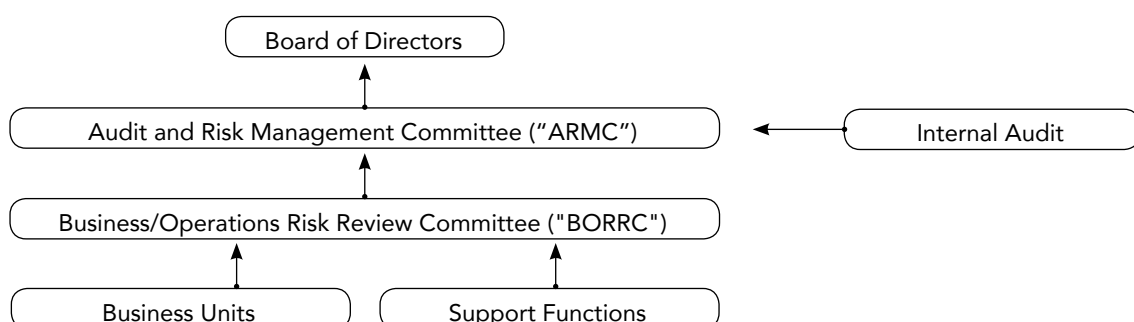 Board of Directors
Audit and Risk Management Committee (“ARMC”)
Internal Audit
Business/Operations Risk Review Committee ("BORRC")
Business Units
Support Functions